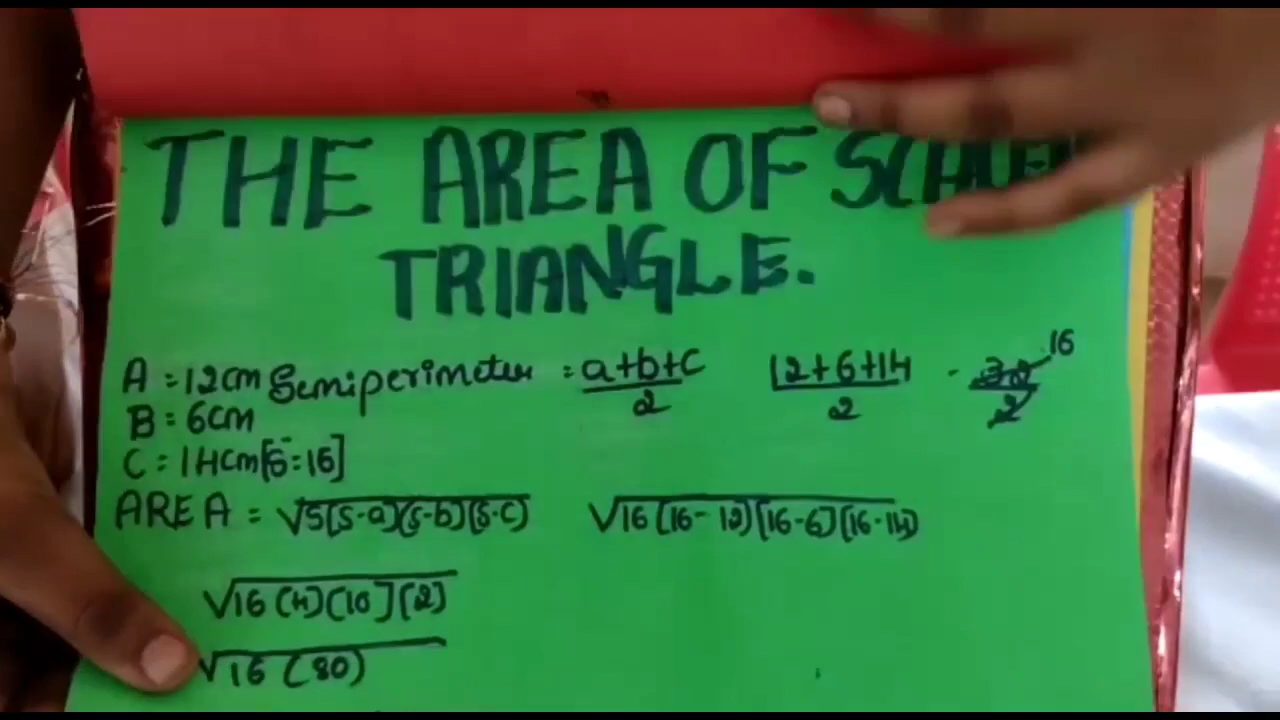 THE AREA OF
TRIANGLE.
A = 12cm Semiperimeter = a+b+c/2 12+6+14/2 - 32/2 16
B = 6cm
C = 14cm [s = 16]
AREA = √s(s-a)(s-b)(s-c) √16(16-12)(16-6)(16-14)
√16(4)(10)(2)
√16(80)